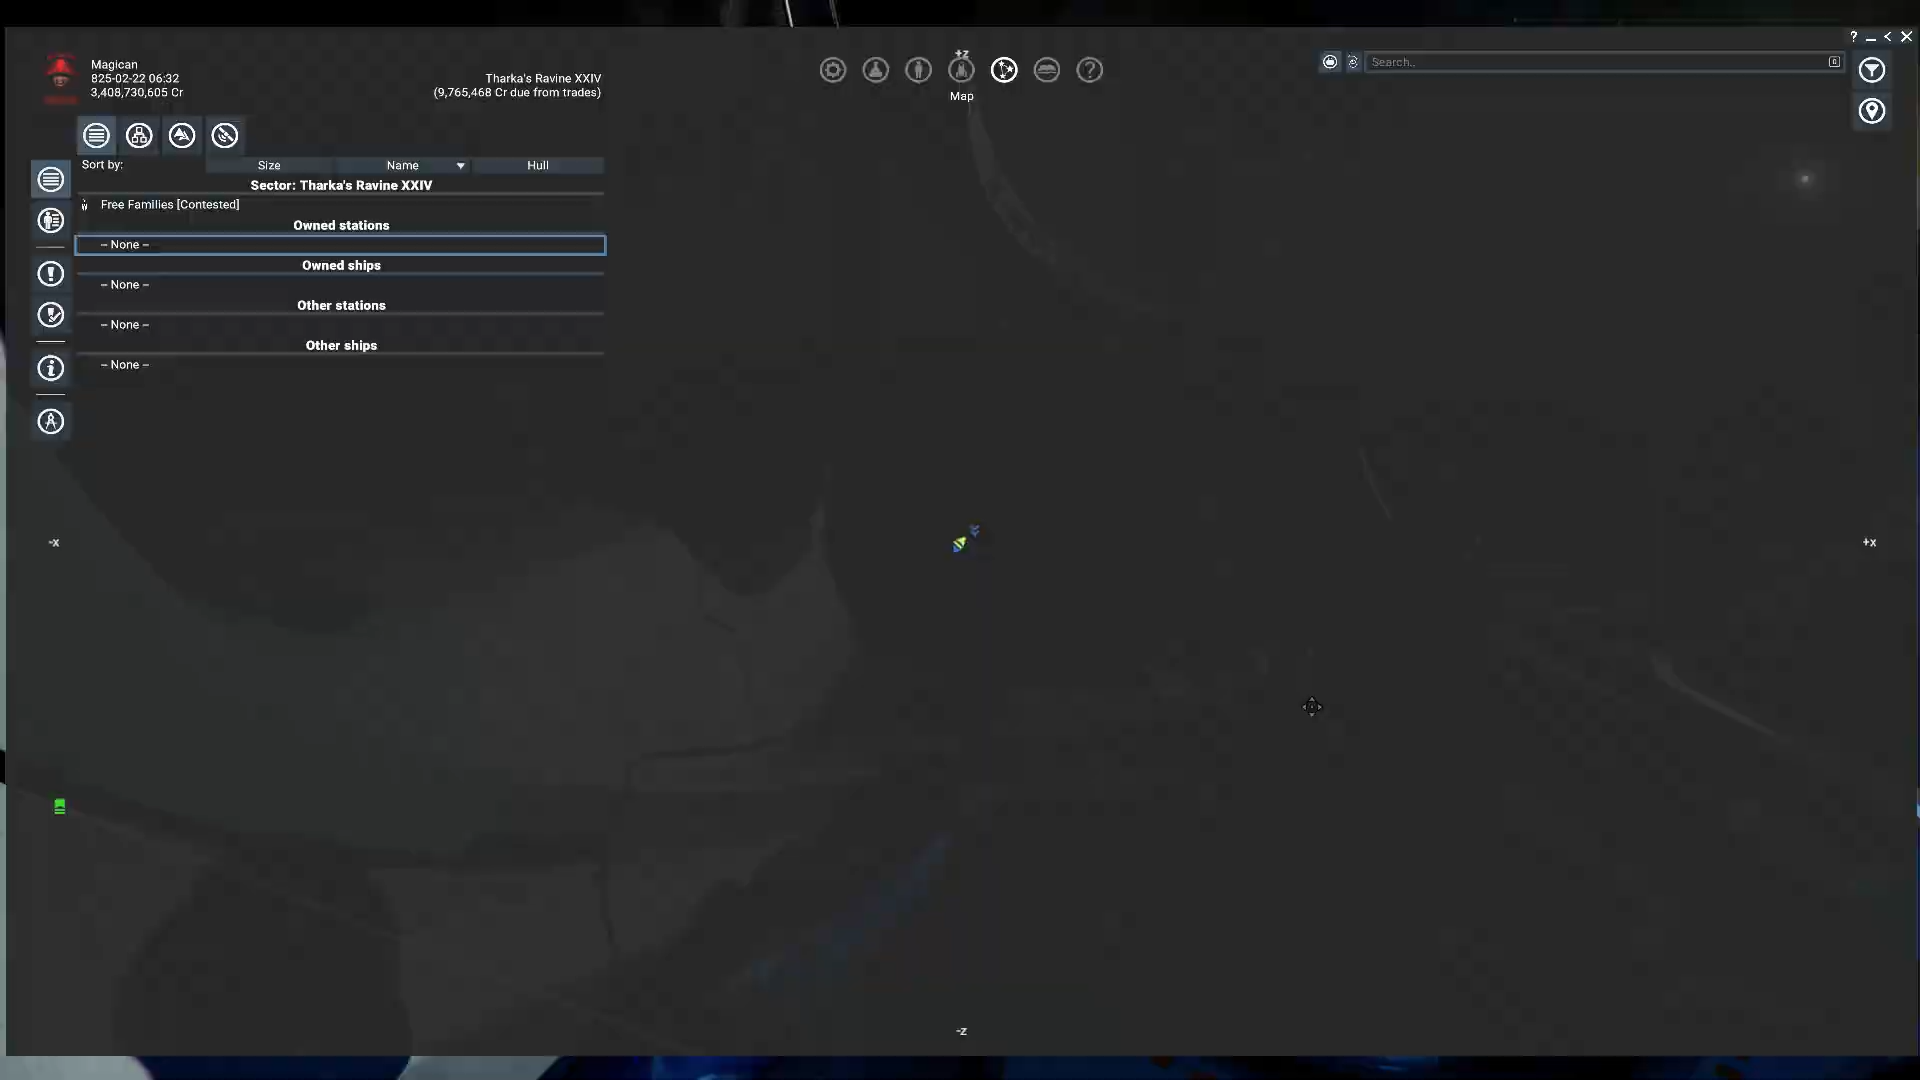 Magican
825-02-22 06:32
3,408,730,605 Cr
Tharka's Ravine XXIV
(9,765,468 Cr due from trades)
+z
Map
Search..
?
Sort by:
Size
Name
Hull
Sector: Tharka's Ravine XXIV
Free Families [Contested]
Owned stations
-- None --
Owned ships
-- None --
Other stations
-- None --
Other ships
-- None --
-x
+x
-z